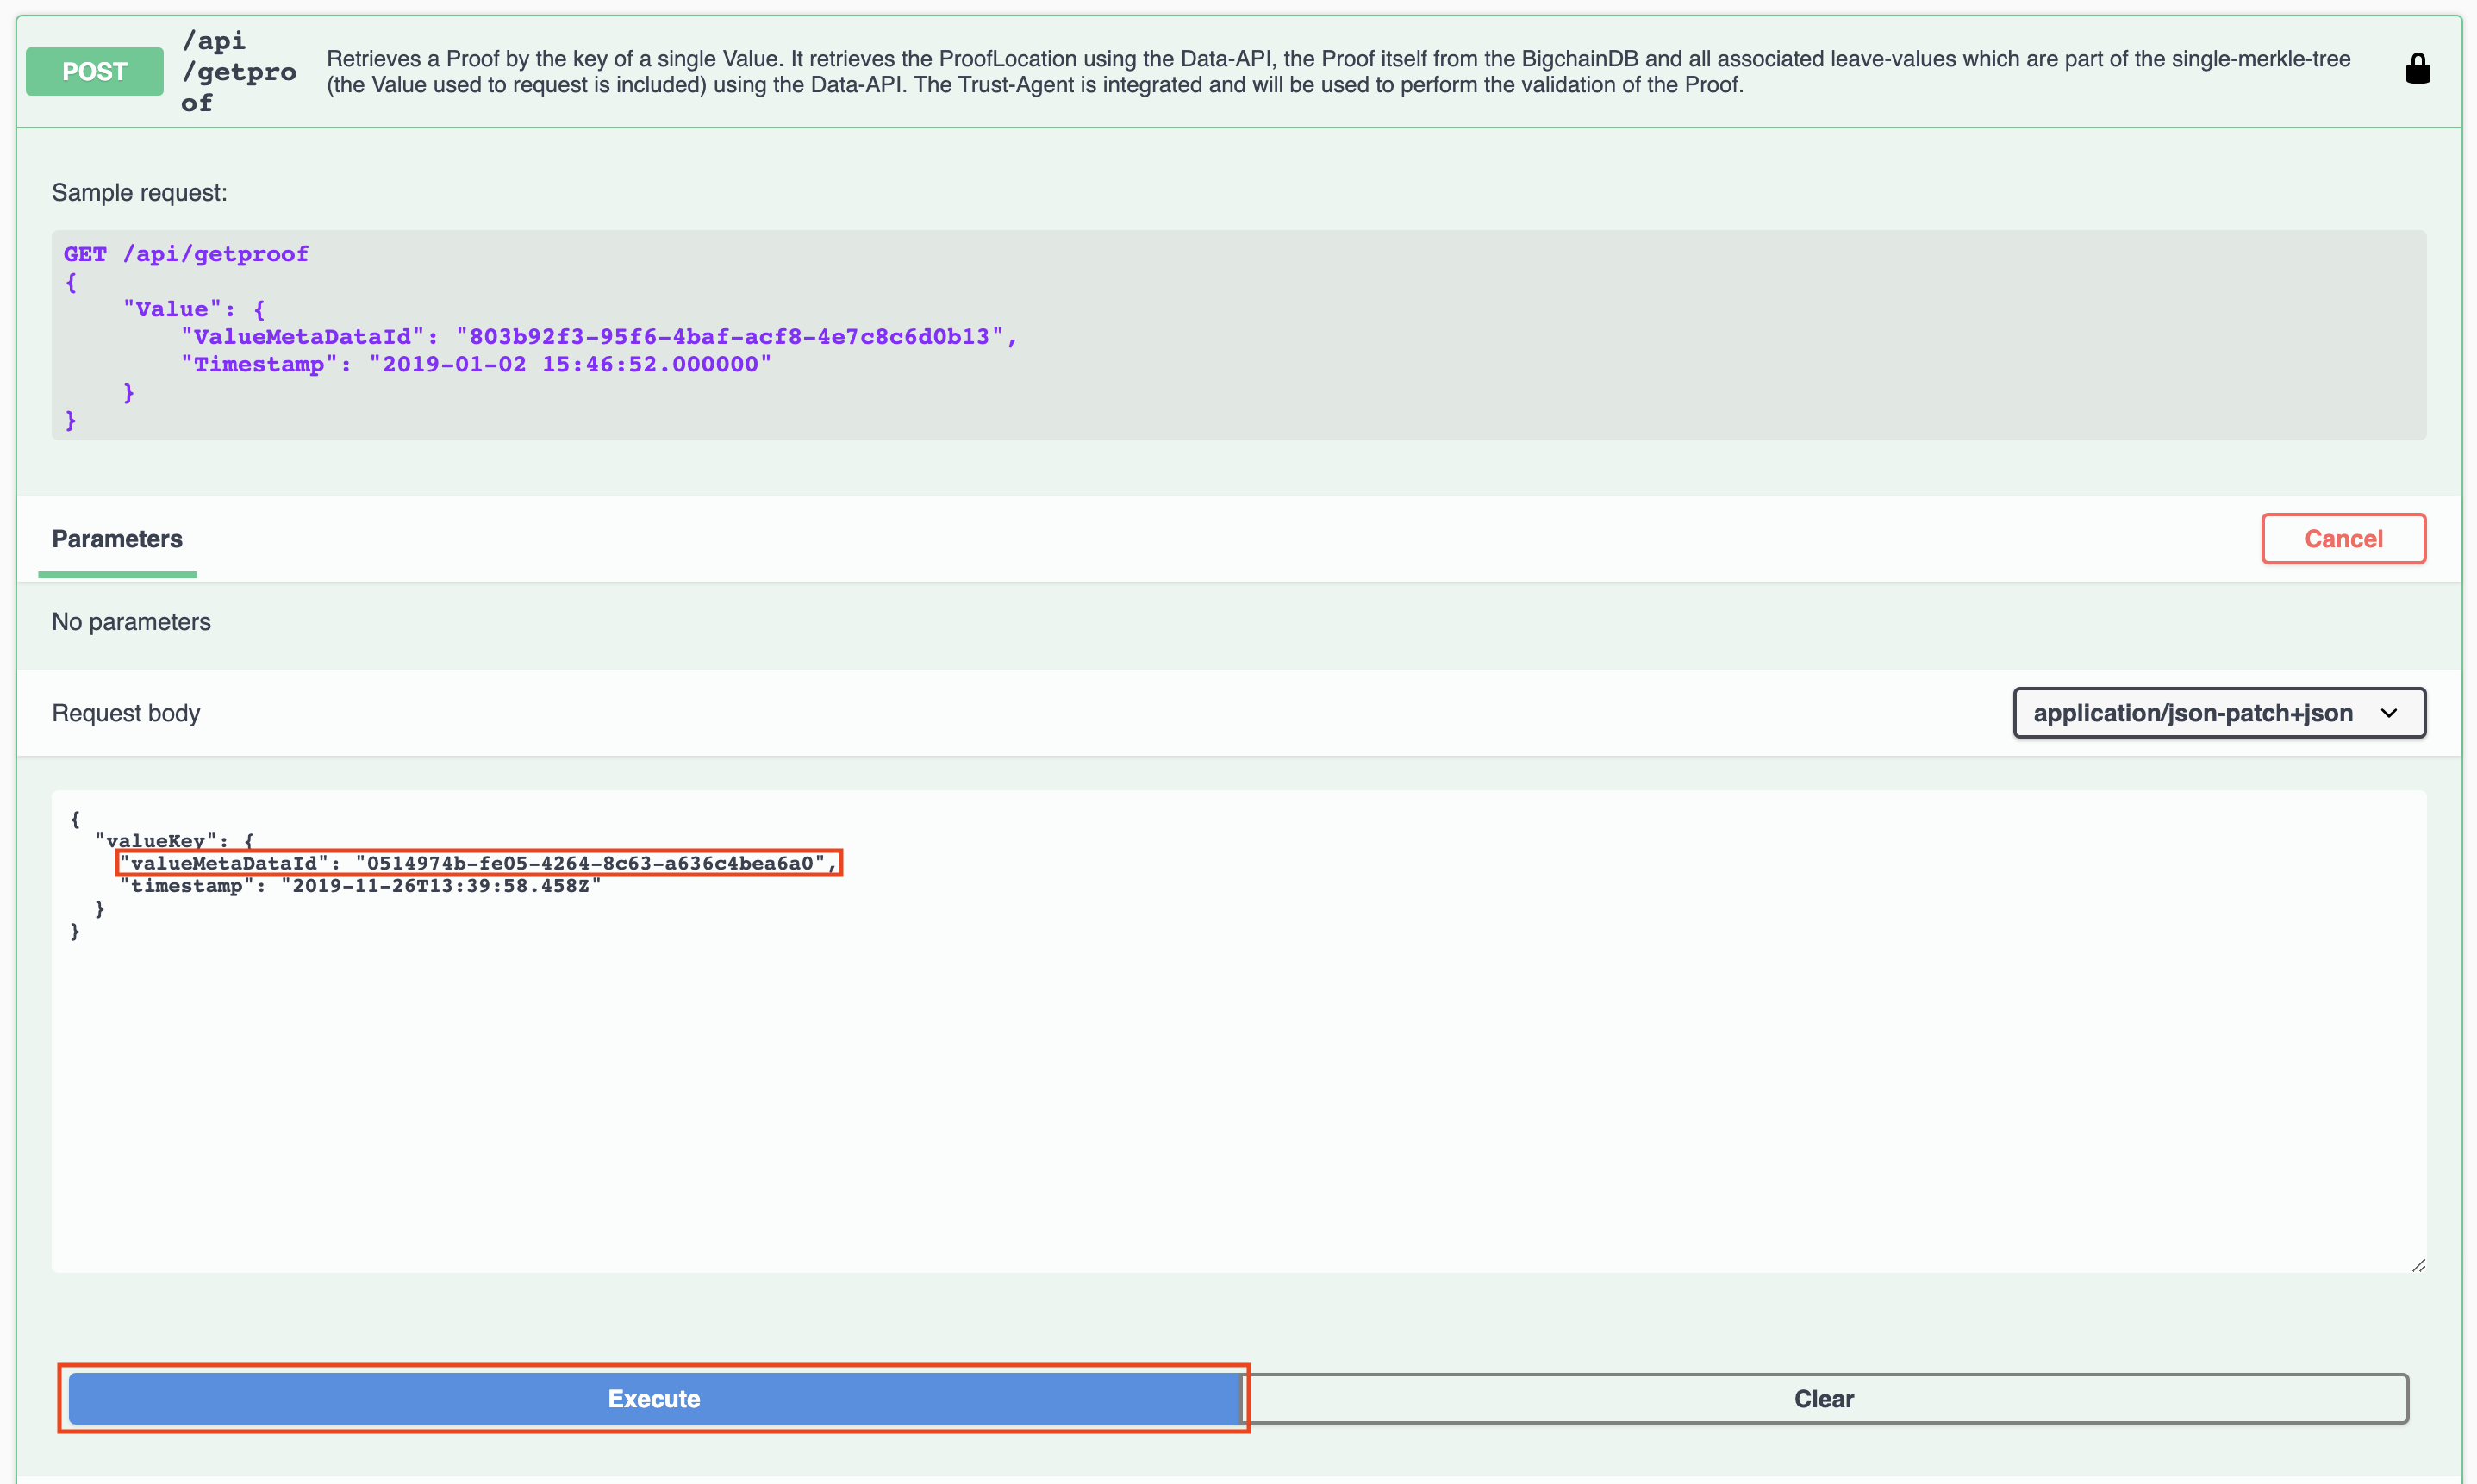 POST
/api
/getpro
of
Retrieves a Proof by the key of a single Value. It retrieves the ProofLocation using the Data-API, the Proof itself from the BigchainDB and all associated leave-values which are part of the single-merkle-tree
(the Value used to request is included) using the Data-API. The Trust-Agent is integrated and will be used to perform the validation of the Proof.
Sample request:
GET /api/getproof
{
    "Value": {
        "ValueMetaDataId": "803b92f3-95f6-4baf-acf8-4e7c8c6d0b13",
        "Timestamp": "2019-01-02 15:46:52.000000"
    }
}
Parameters
Cancel
No parameters
Request body
application/json-patch+json
{
  "valueKey": {
    "valueMetaDataId": "0514974b-fe05-4264-8c63-a636c4bea6a0",
    "timestamp": "2019-11-26T13:39:58.458Z"
  }
}
Execute
Clear